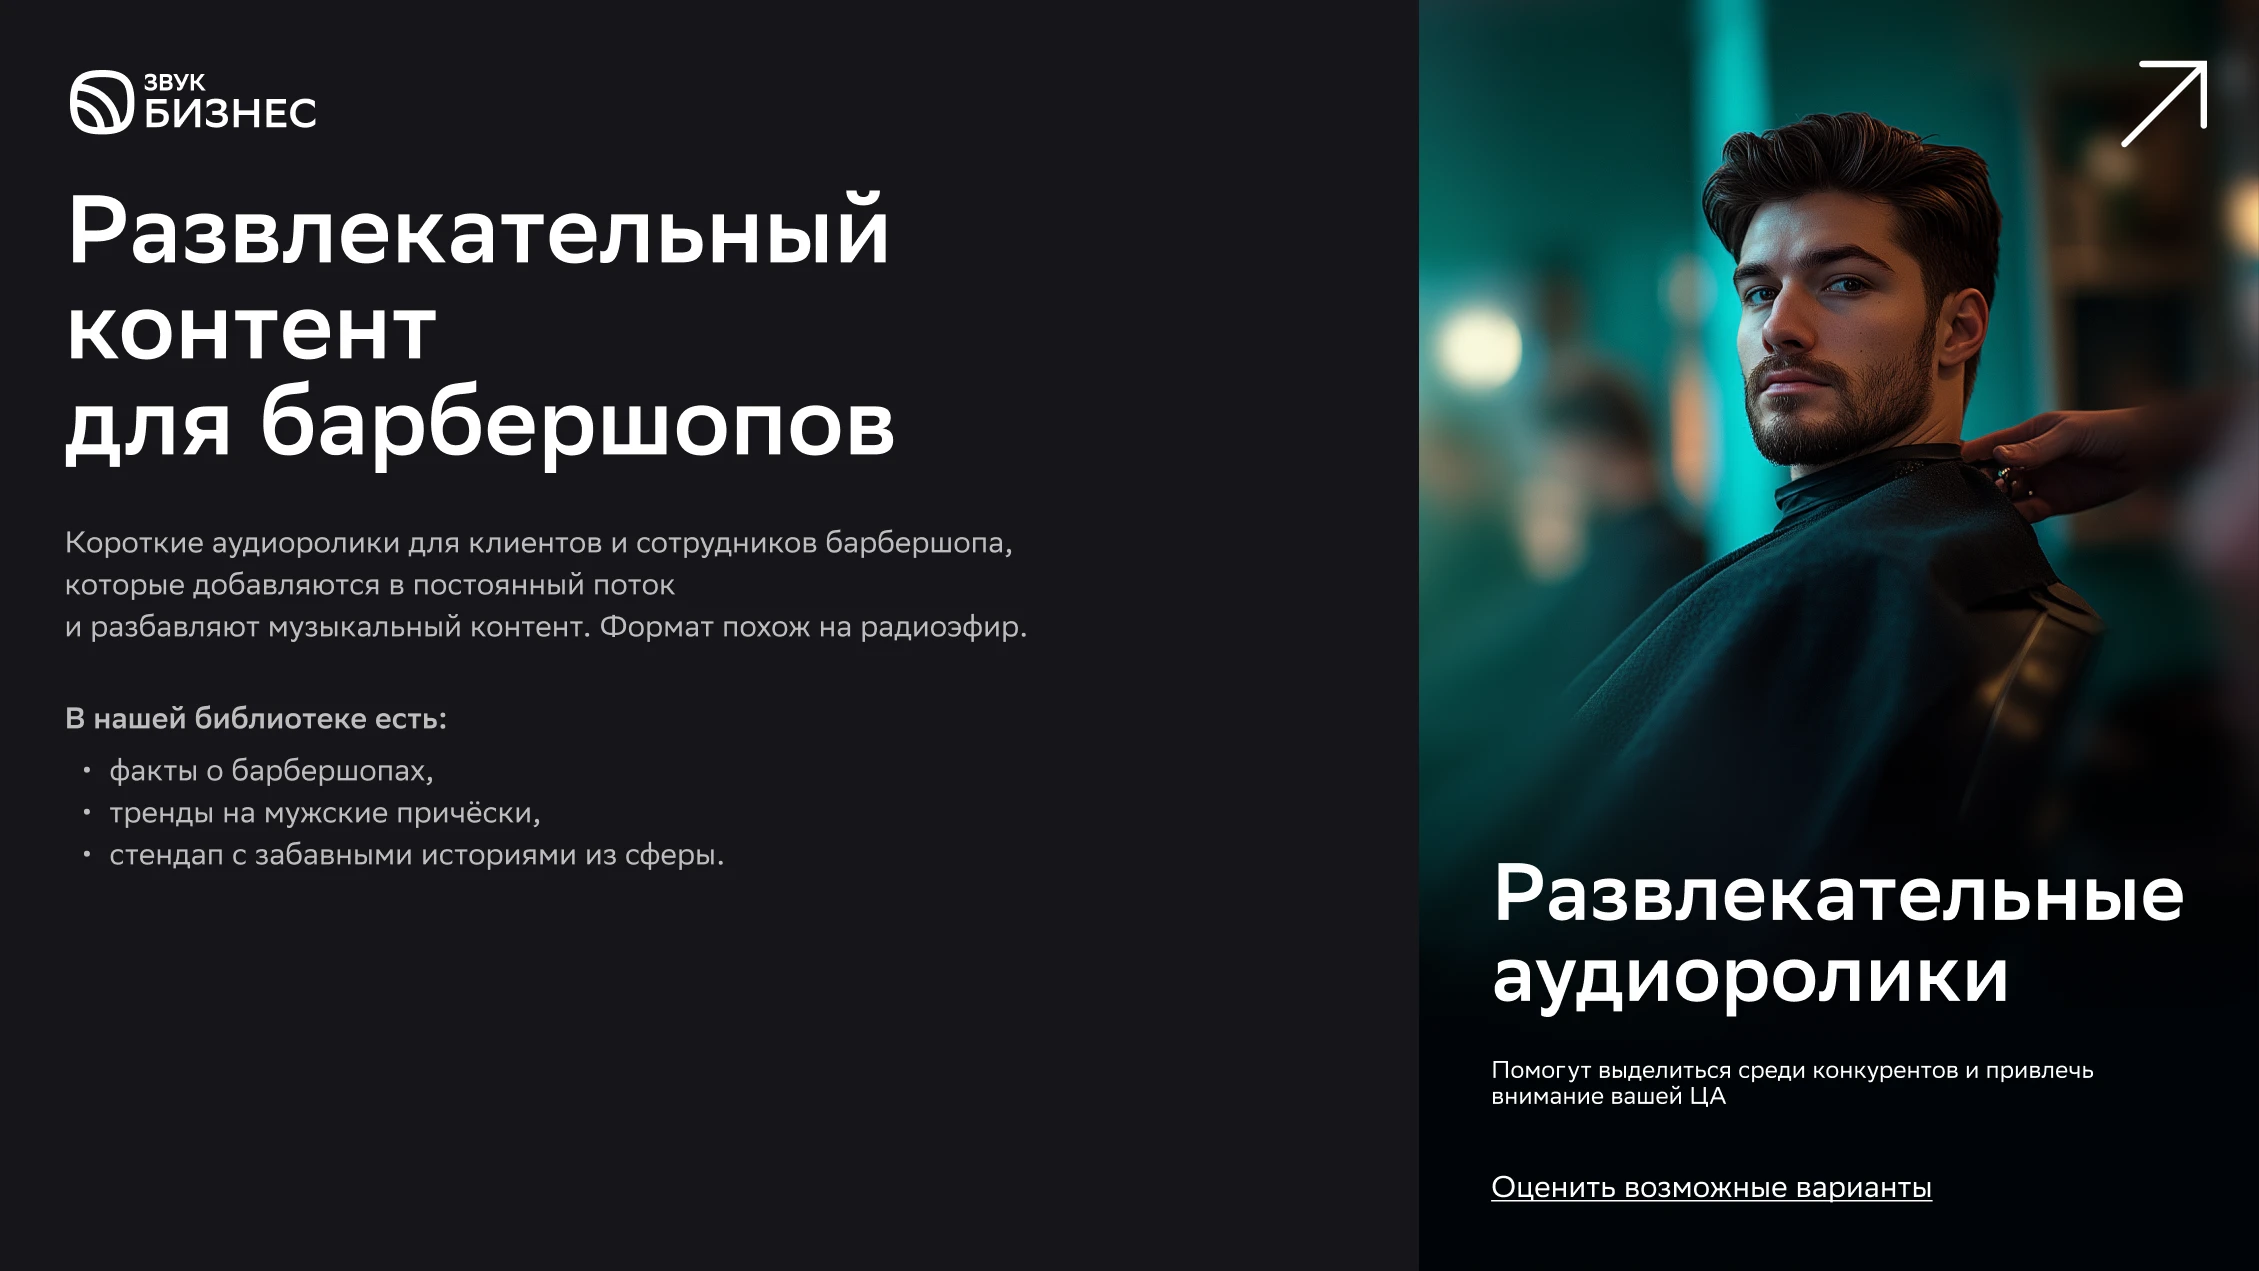 ЗВУК
БИЗНЕС
Развлекательный
контент
для барбершопов
Короткие аудиоролики для клиентов и сотрудников барбершопа,
которые добавляются в постоянный поток
и разбавляют музыкальный контент. Формат похож на радиоэфир.
В нашей библиотеке есть:
• факты о барбершопах,
• тренды на мужские причёски,
• стендап с забавными историями из сферы.
Развлекательные
аудиоролики
Помогут выделиться среди конкурентов и привлечь
внимание вашей ЦА
Оценить возможные варианты